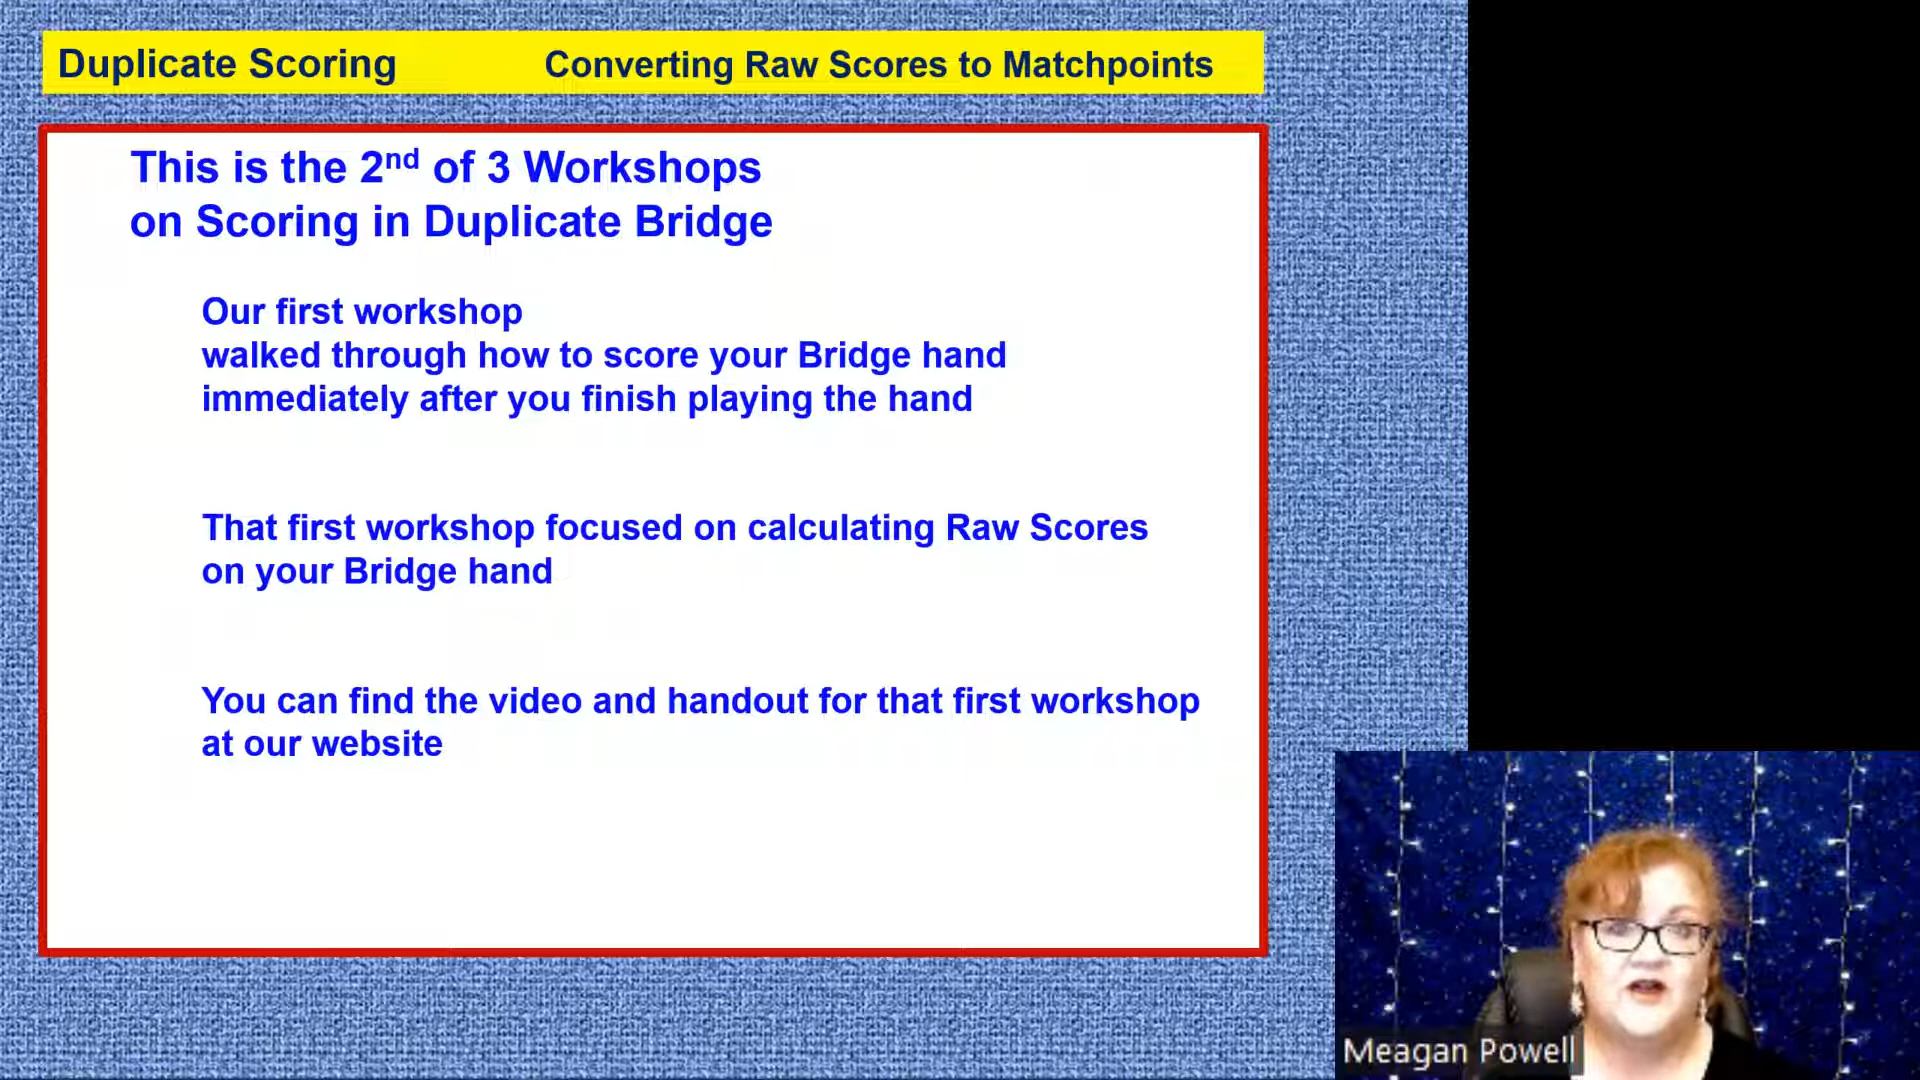 Duplicate Scoring Converting Raw Scores to Matchpoints
This is the 2nd of 3 Workshops
on Scoring in Duplicate Bridge
Our first workshop
walked through how to score your Bridge hand
immediately after you finish playing the hand
That first workshop focused on calculating Raw Scores
on your Bridge hand
You can find the video and handout for that first workshop
at our website
Meagan Powell